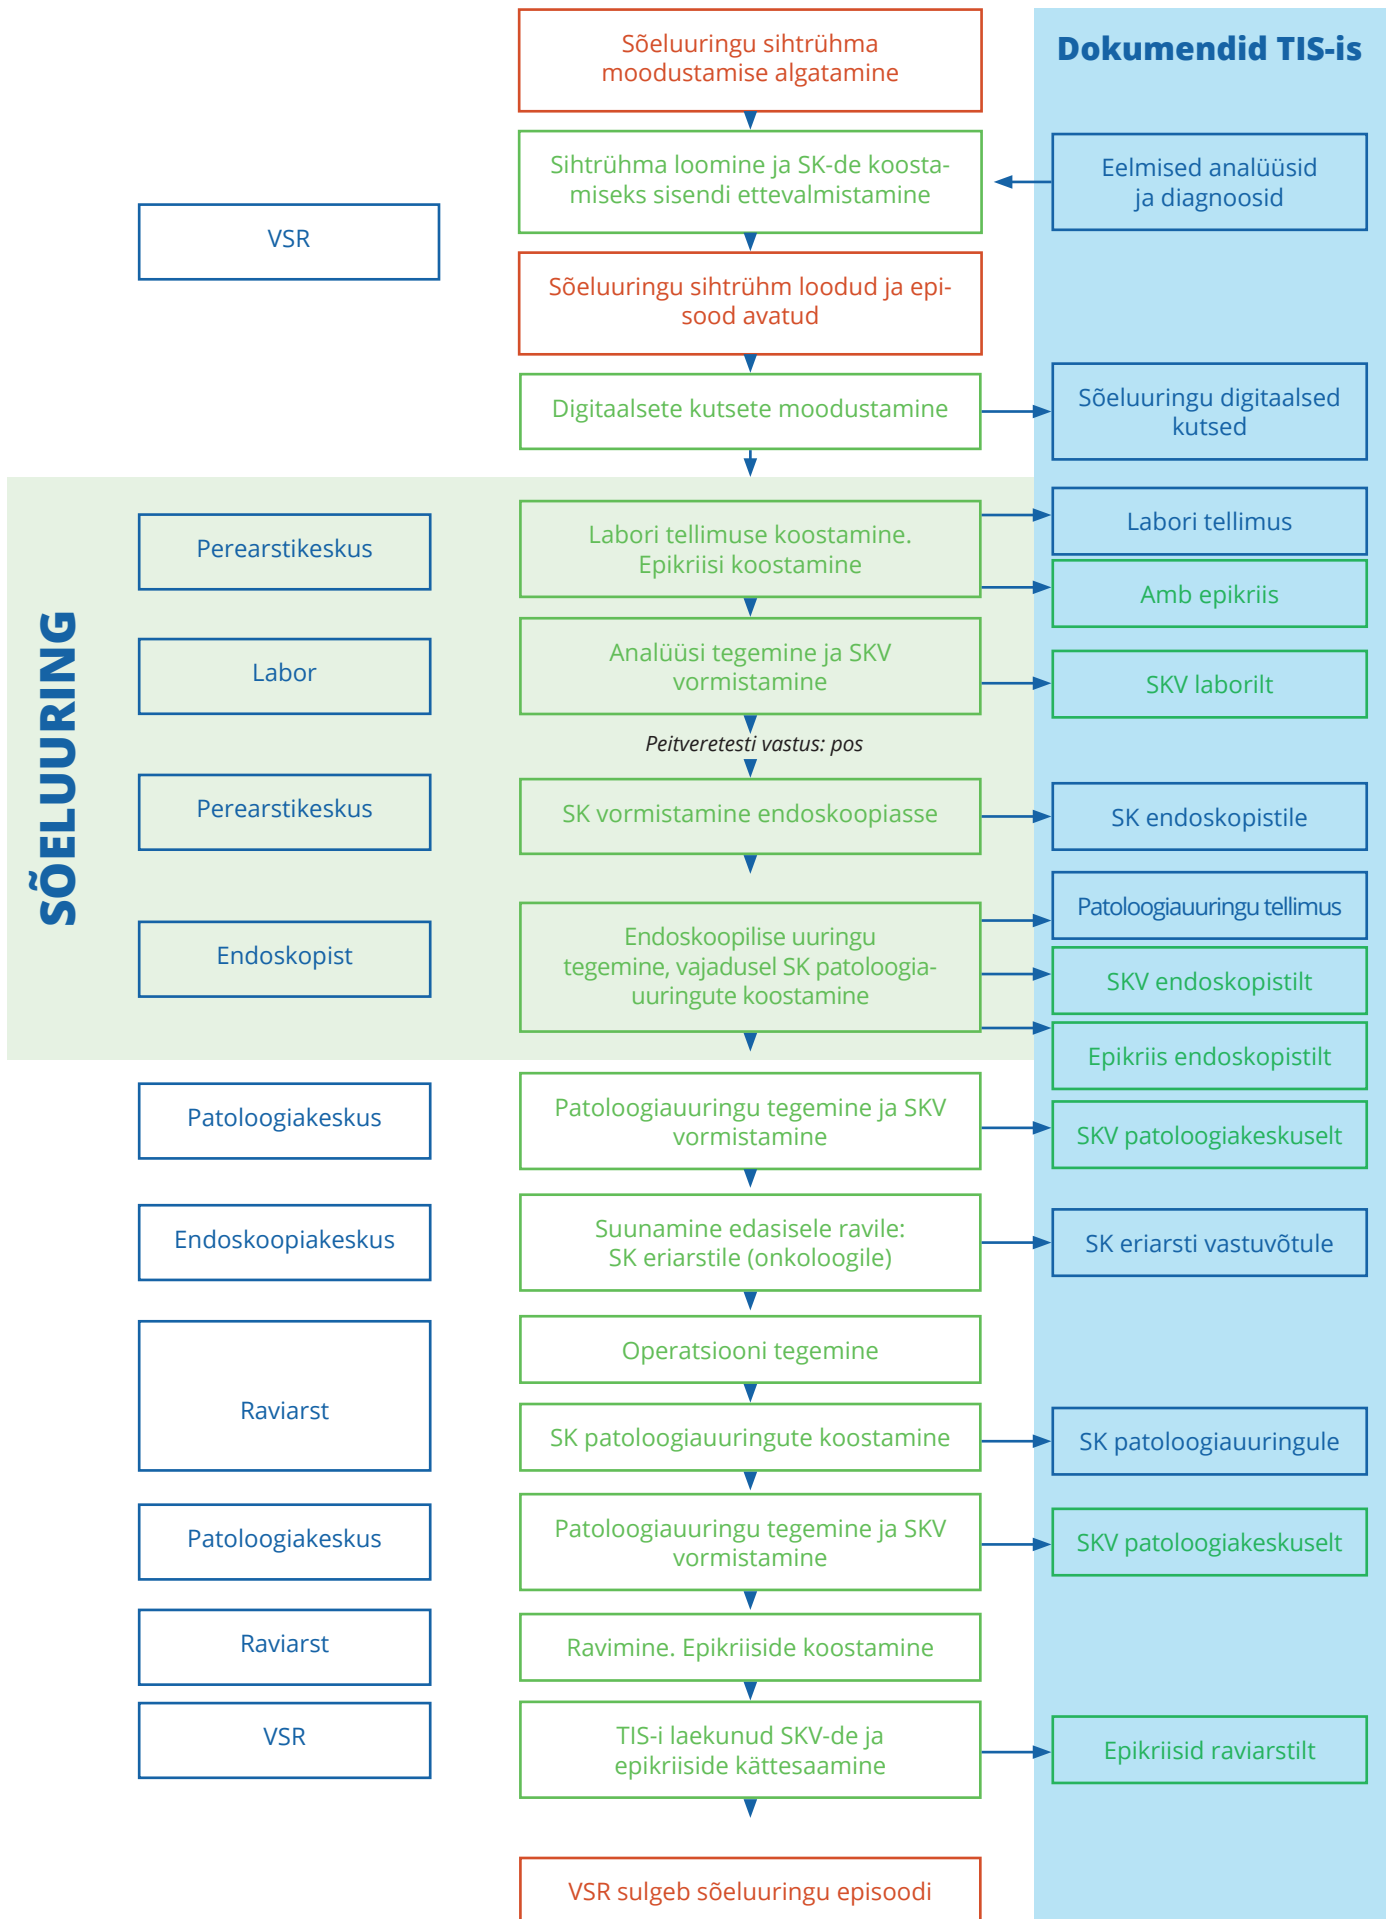 Sõeluuringu sihtrühma
moodustamise algatamine
Dokumendid TIS-is
Sihtrühma loomine ja SK-de koosta-
miseks sisendi ettevalmistamine
Eelmised analüüsid
ja diagnoosid
VSR
Sõeluuringu sihtrühm loodud ja epi-
sood avatud
Digitaalsete kutsete moodustamine
Sõeluuringu digitaalsed
kutsed
SÕELUURING
Perearstikeskus
Labori tellimuse koostamine.
Epikriisi koostamine
Labori tellimus
Amb epikriis
Labor
Analüüsi tegemine ja SKV
vormistamine
SKV laborilt
Peitveretesti vastus: pos
Perearstikeskus
SK vormistamine endoskoopiasse
SK endoskopistile
Endoskopist
Endoskoopilise uuringu
tegemine, vajadusel SK patoloogia-
uuringute koostamine
Patoloogiauuringu tellimus
SKV endoskopistilt
Epikriis endoskopistilt
Patoloogiakeskus
Patoloogiauuringu tegemine ja SKV
vormistamine
SKV patoloogiakeskuselt
Endoskoopiakeskus
Suunamine edasisele ravile:
SK eriarstile (onkoloogile)
SK eriarsti vastuvõtule
Raviarst
Operatsiooni tegemine
SK patoloogiauuringute koostamine
SK patoloogiauuringule
Patoloogiakeskus
Patoloogiauuringu tegemine ja SKV
vormistamine
SKV patoloogiakeskuselt
Raviarst
Ravimine. Epikriiside koostamine
VSR
TIS-i laekunud SKV-de ja
epikriiside kättesaamine
Epikriisid raviarstilt
VSR sulgeb sõeluuringu episoodi